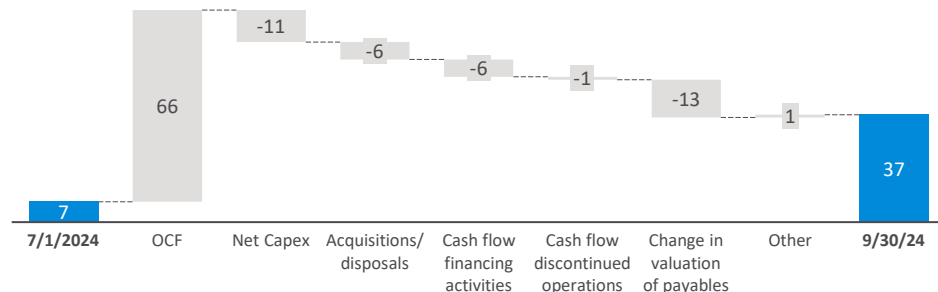 66
-11
-6
-6
-1
-13
1
7
37
7/1/2024
OCF
Net Capex
Acquisitions/
disposals
Cash flow
financing
activities
Cash flow
discontinued
operations
Change in
valuation
of payables
Other
9/30/24